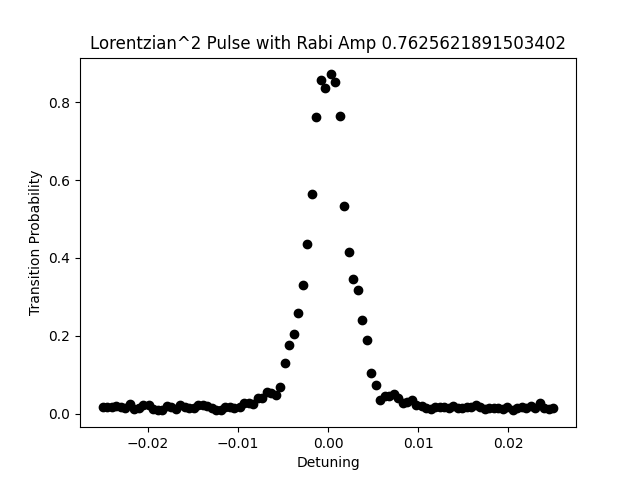 Lorentzian^2 Pulse with Rabi Amp 0.7625621891503402
Transition Probability
0.8
0.6
0.4
0.2
0.0
−0.02 −0.01 0.00 0.01 0.02
Detuning